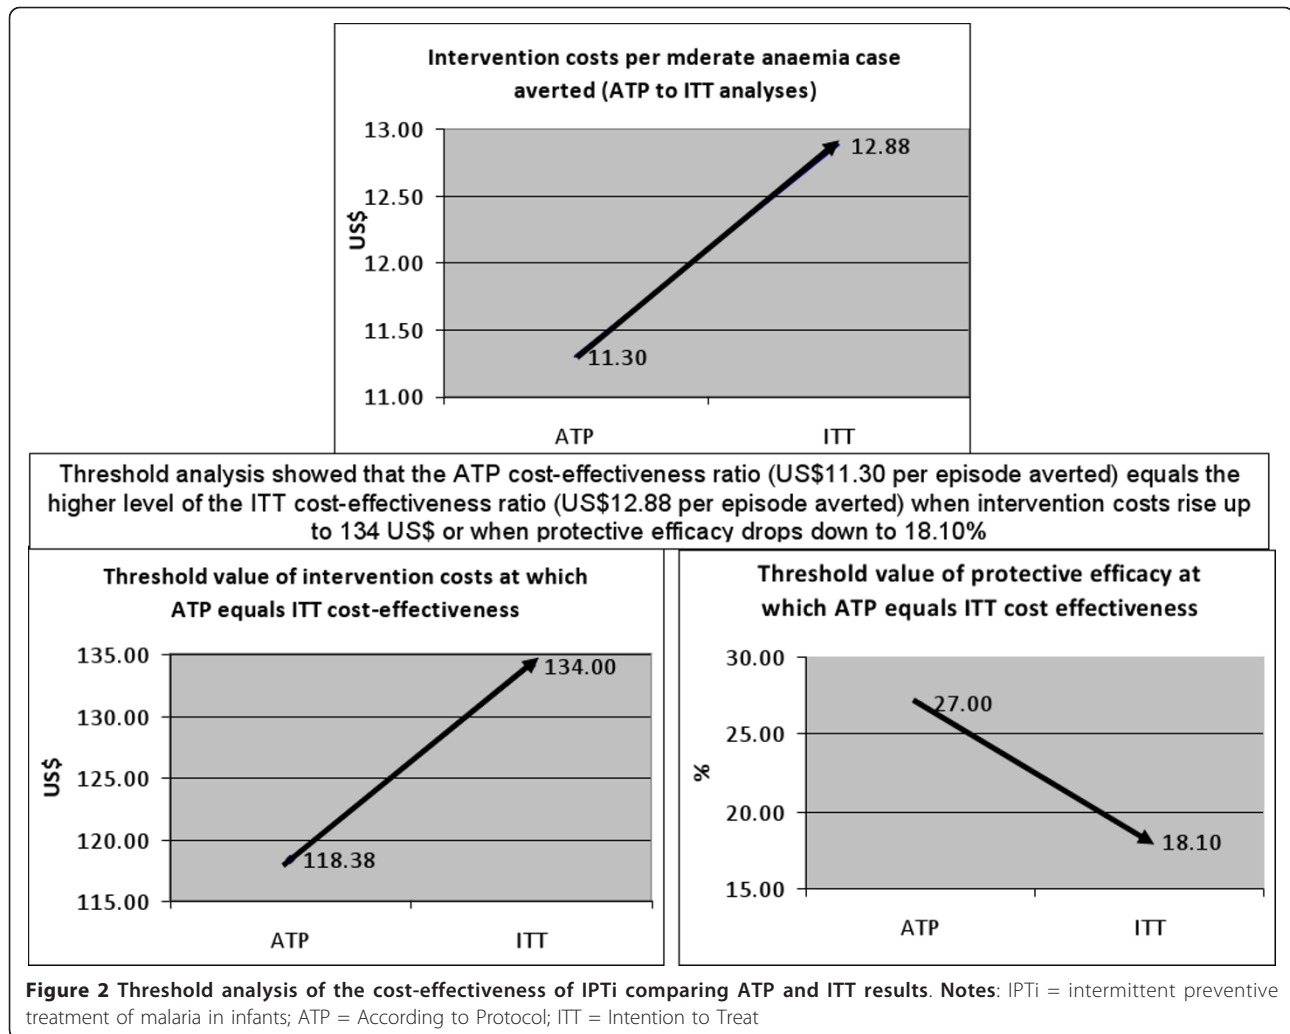 Intervention costs per mderate anaemia case
averted (ATP to ITT analyses)
13.00
12.50
12.00
11.50
11.00
US$
12.88
11.30
ATP
ITT
Threshold analysis showed that the ATP cost-effectiveness ratio (US$11.30 per episode averted) equals the
higher level of the ITT cost-effectiveness ratio (US$12.88 per episode averted) when intervention costs rise up
to 134 US$ or when protective efficacy drops down to 18.10%
Threshold value of intervention costs at which
ATP equals ITT cost-effectiveness
135.00
130.00
125.00
120.00
115.00
US$
134.00
118.38
ATP
ITT
Threshold value of protective efficacy at
which ATP equals ITT cost effectiveness
30.00
25.00
20.00
15.00
%
27.00
18.10
ATP
ITT
Figure 2 Threshold analysis of the cost-effectiveness of IPTi comparing ATP and ITT results. Notes: IPTi = intermittent preventive
treatment of malaria in infants; ATP = According to Protocol; ITT = Intention to Treat